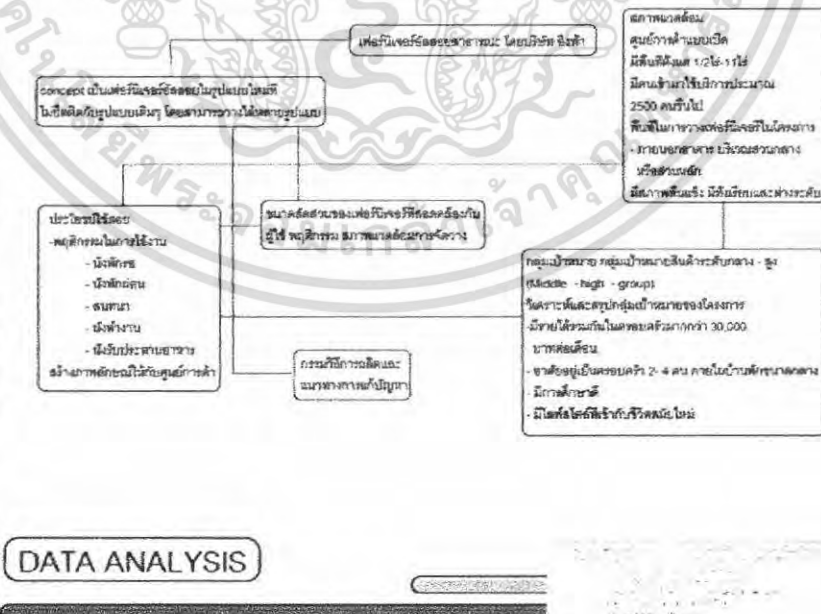 เฟอร์นิเจอร์ชุดสาธารณะ โดยบริษัท
concept เป็นเฟอร์นิเจอร์ในรูปแบบใหม่ที่
ไม่ยึดติดกับรูปแบบเดิมๆ โดยสามารถวางได้หลายรูปแบบ
สภาพแวดล้อม
ศูนย์การค้าแบบเปิด
มีพื้นที่ตั้งแต่ 1/2ไร่-11ไร่
มีคนเข้ามาใช้บริการประมาณ
2500 คนขึ้นไป
พื้นที่ในการวางเฟอร์นิเจอร์ในโครงการ
- ภายนอกอาคาร บริเวณสวนกลาง
หรือสวนหลัก
มีสภาพพื้นแข็ง มีทั้งเรียบและต่างระดับ
ประโยชน์ใช้สอย
-พฤติกรรมในการใช้งาน
- นั่งพักรอ
- นั่งพักผ่อน
- สนทนา
- นั่งทำงาน
- นั่งรับประทานอาหาร
สร้างภาพลักษณ์ให้กับศูนย์การค้า
ขนาดสัดส่วนของเฟอร์นิเจอร์ที่สอดคล้องกับ
ผู้ใช้ พฤติกรรม สภาพแวดล้อมการจัดวาง
กรรมวิธีการผลิตและ
แนวทางการแก้ปัญหา
กลุ่มเป้าหมาย กลุ่มเป้าหมายสินค้าระดับกลาง - สูง
(Middle - high - group)
วิเคราะห์และสรุปกลุ่มเป้าหมายของโครงการ
-มีรายได้รวมกันในครอบครัวมากกว่า 30,000
บาทต่อเดือน
- อาศัยอยู่เป็นครอบครัว 2- 4 คน ภายในบ้านพักขนาดกลาง
- มีการศึกษาดี
- มีไลฟ์สไตล์ที่เข้ากับชีวิตสมัยใหม่
DATA ANALYSIS